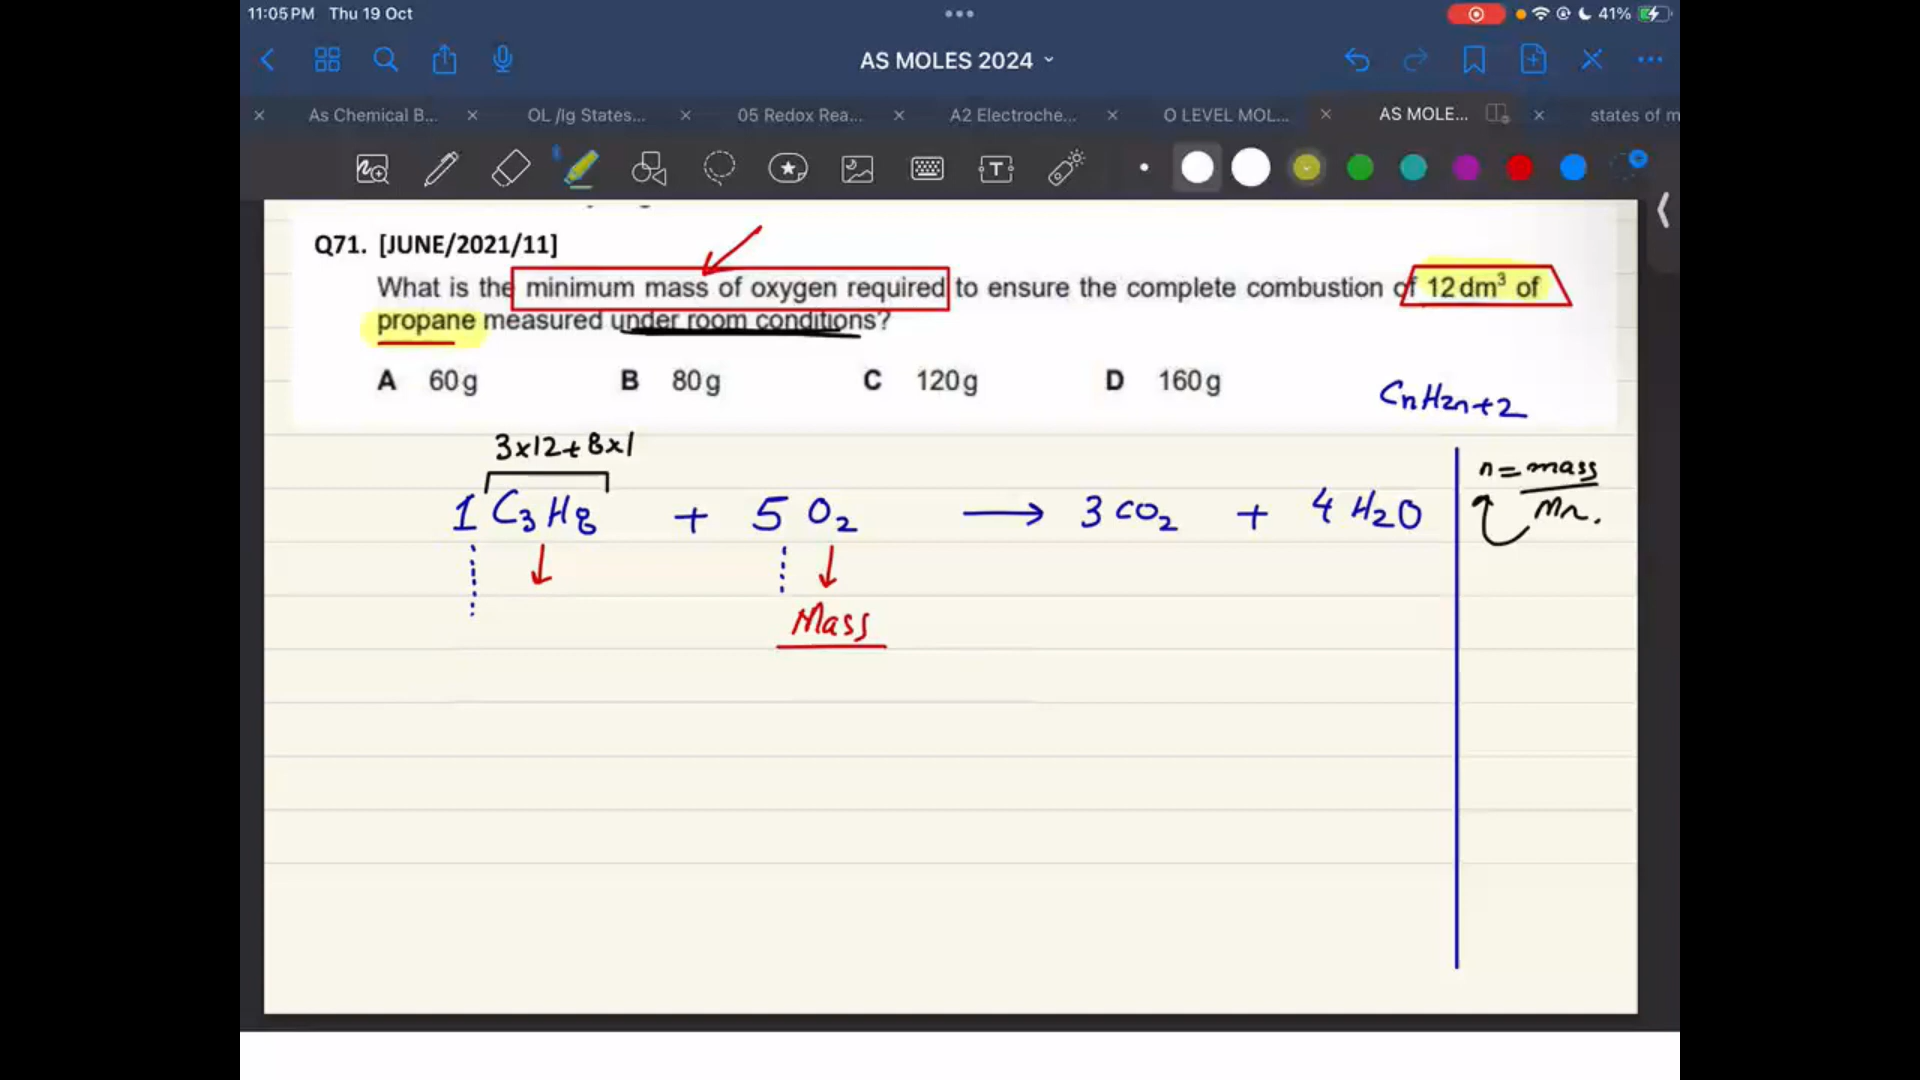 11:05 PM Thu 19 Oct
41%
AS MOLES 2024
As Chemical B...
OL /Ig States...
05 Redox Rea...
A2 Electroche...
O LEVEL MOL...
AS MOLE...
states of m
Q71. [JUNE/2021/11]
What is the minimum mass of oxygen required to ensure the complete combustion of 12 dm³ of
propane measured under room conditions?
A 60 g B 80 g C 120 g D 160 g
CnH2n+2
3x12+8x1
n = mass
Mr.
1 C3H8 + 5 O2 → 3 CO2 + 4 H2O
Mass